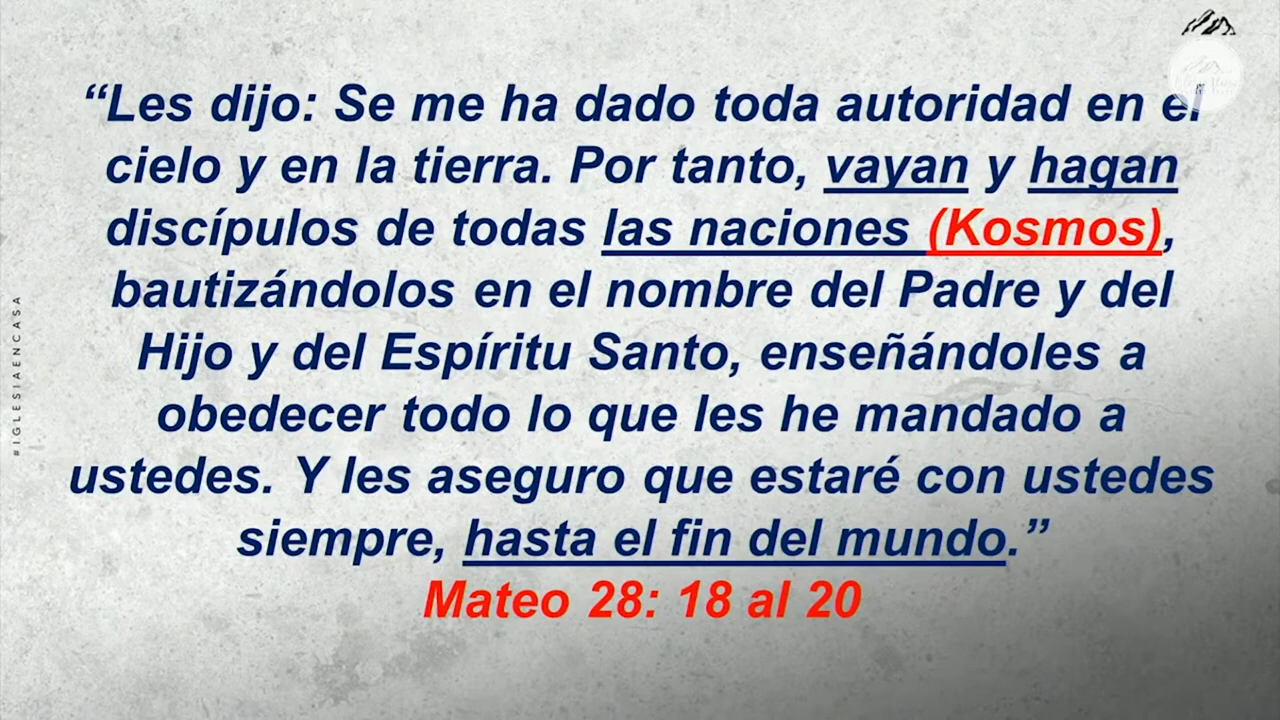 “Les dijo: Se me ha dado toda autoridad en el
cielo y en la tierra. Por tanto, vayan y hagan
discípulos de todas las naciones (Kosmos),
bautizándolos en el nombre del Padre y del
Hijo y del Espíritu Santo, enseñándoles a
obedecer todo lo que les he mandado a
ustedes. Y les aseguro que estaré con ustedes
siempre, hasta el fin del mundo.”
Mateo 28: 18 al 20
#IGLESIAENCASA